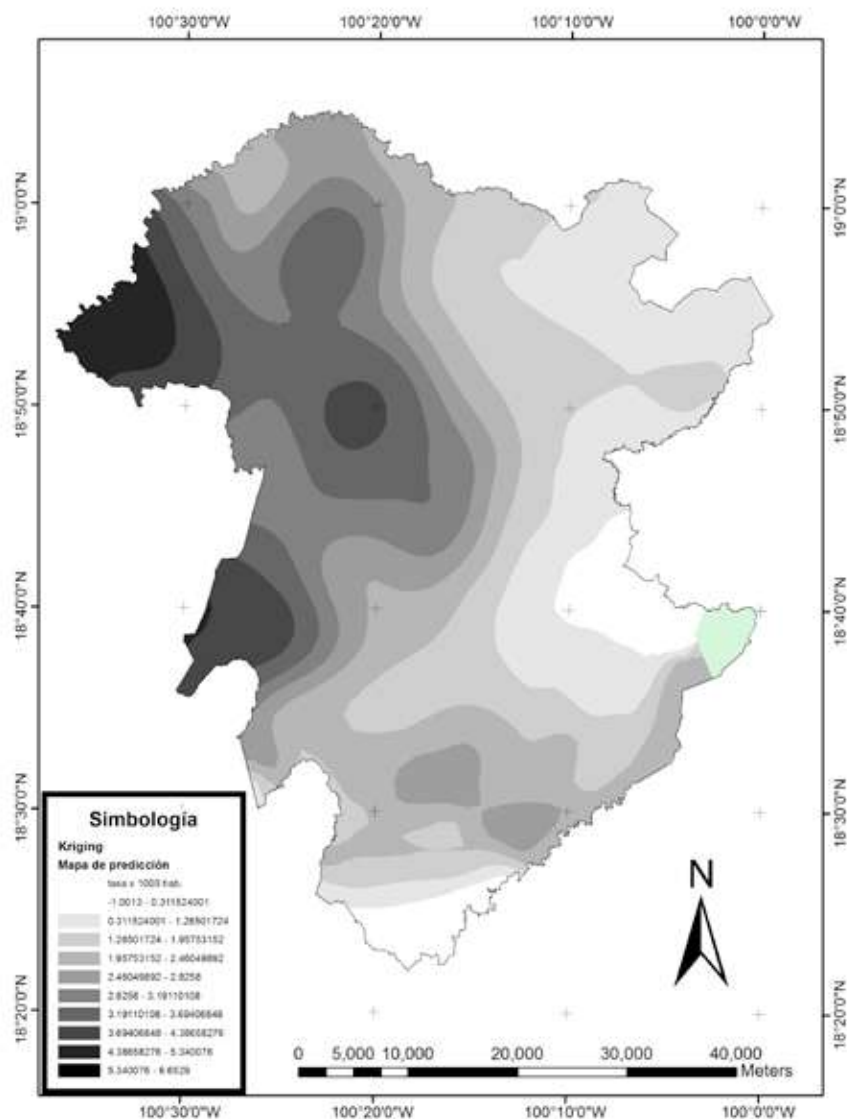 100°30'0"W 100°20'0"W 100°10'0"W 100°0'0"W
19°0'0"N 19°0'0"N
18°50'0"N 18°50'0"N
18°40'0"N 18°40'0"N
18°30'0"N 18°30'0"N
18°20'0"N 18°20'0"N
Simbología
Kriging
Mapa de predicción
tasa x 1000 hab.
-1.0013 - 0.311524001
0.311524001 - 1.26501724
1.26501724 - 1.95753152
1.95753152 - 2.46049892
2.46049892 - 2.8258
2.8258 - 3.19110108
3.19110108 - 3.69406848
3.69406848 - 4.38658276
4.38658276 - 5.340076
5.340076 - 6.6529
N
0 5,000 10,000 20,000 30,000 40,000
Meters
100°30'0"W 100°20'0"W 100°10'0"W 100°0'0"W